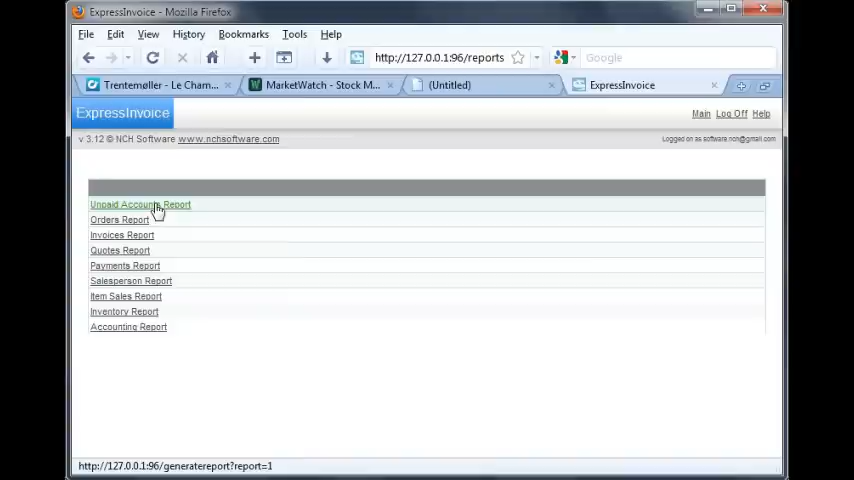 ExpressInvoice - Mozilla Firefox
File Edit View History Bookmarks Tools Help
http://127.0.0.1:96/reports Google
Trentemøller - Le Cham... MarketWatch - Stock M... (Untitled) ExpressInvoice
ExpressInvoice Main Log Off Help
v 3.12 © NCH Software www.nchsoftware.com Logged on as software.nch@gmail.com
Unpaid Accounts Report
Orders Report
Invoices Report
Quotes Report
Payments Report
Salesperson Report
Item Sales Report
Inventory Report
Accounting Report
http://127.0.0.1:96/generatereport?report=1